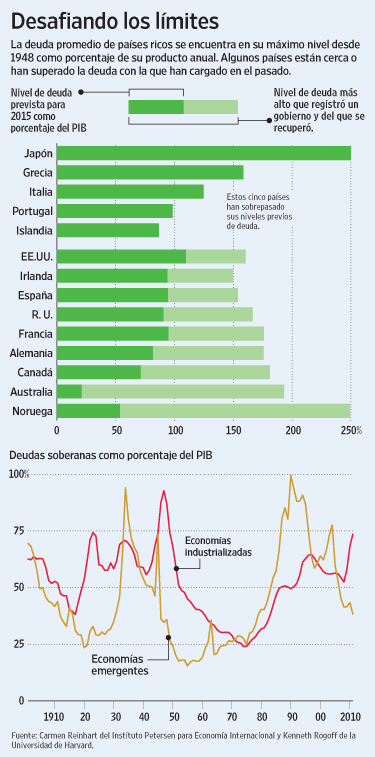 Desafiando los límites
La deuda promedio de países ricos se encuentra en su máximo nivel desde
1948 como porcentaje de su producto anual. Algunos países están cerca o
han superado la deuda con la que han cargado en el pasado.
Nivel de deuda
prevista para
2015 como
porcentaje del PIB
Nivel de deuda más
alto que registró un
gobierno y del que se
recuperó.
Japón
Grecia
Italia
Portugal
Islandia
Estos cinco países
han sobrepasado
sus niveles previos
de deuda.
EE.UU.
Irlanda
España
R. U.
Francia
Alemania
Canadá
Australia
Noruega
0 50 100 150 200 250%
Deudas soberanas como porcentaje del PIB
100%
75
50
25
0
Economías
industrializadas
Economías
emergentes
1910 20 30 40 50 60 70 80 90 2000 2010
Fuente: Carmen Reinhart del Instituto Petersen para Economía Internacional y Kenneth Rogoff de la
Universidad de Harvard.